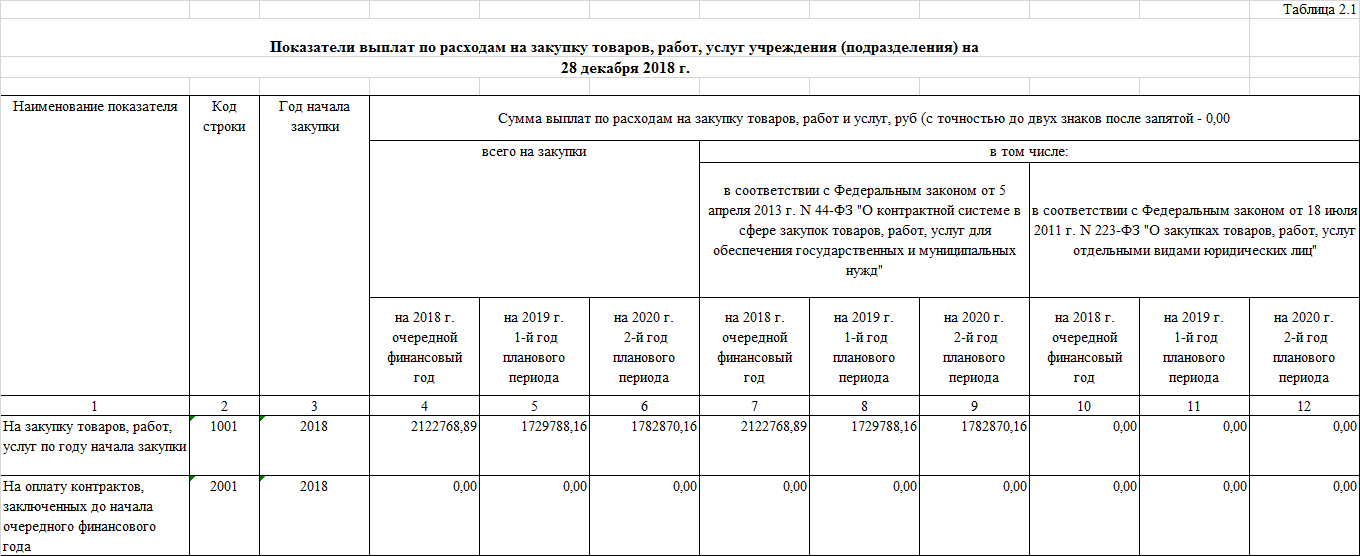 Таблица 2.1
Показатели выплат по расходам на закупку товаров, работ, услуг учреждения (подразделения) на
28 декабря 2018 г.
Наименование показателя
Код
строки
Год начала
закупки
Сумма выплат по расходам на закупку товаров, работ и услуг, руб (с точностью до двух знаков после запятой - 0,00
всего на закупки
в том числе:
в соответствии с Федеральным законом от 5
апреля 2013 г. N 44-ФЗ "О контрактной системе в
сфере закупок товаров, работ, услуг для
обеспечения государственных и муниципальных
нужд"
в соответствии с Федеральным законом от 18 июля
2011 г. N 223-ФЗ "О закупках товаров, работ, услуг
отдельными видами юридических лиц"
на 2018 г.
очередной
финансовый
год
на 2019 г.
1-й год
планового
периода
на 2020 г.
2-й год
планового
периода
на 2018 г.
очередной
финансовый
год
на 2019 г.
1-й год
планового
периода
на 2020 г.
2-й год
планового
периода
на 2018 г.
очередной
финансовый
год
на 2019 г.
1-й год
планового
периода
на 2020 г.
2-й год
планового
периода
1 2 3 4 5 6 7 8 9 10 11 12
На закупку товаров, работ, 1001 2018 2122768,89 1729788,16 1782870,16 2122768,89 1729788,16 1782870,16 0,00 0,00 0,00
услуг по году начала закупки
На оплату контрактов, 2001 2018 0,00 0,00 0,00 0,00 0,00 0,00 0,00 0,00 0,00
заключенных до начала
очередного финансового
года